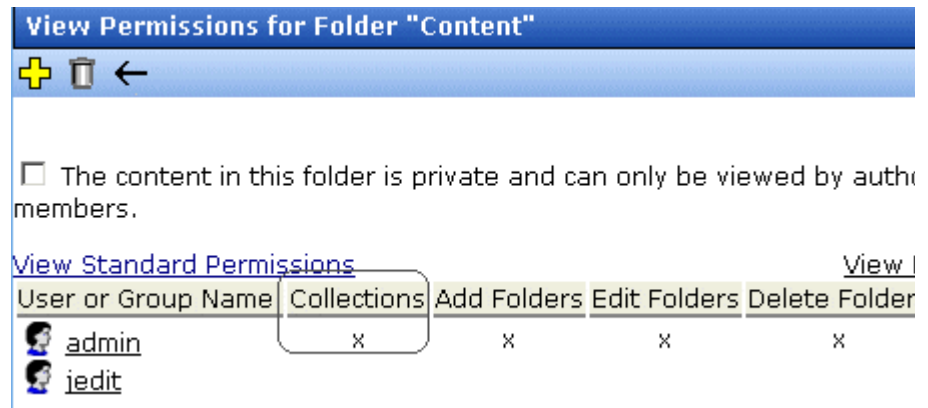 View Permissions for Folder "Content"
The content in this folder is private and can only be viewed by
members.
View Standard Permissions View
User or Group Name Collections Add Folders Edit Folders Delete Folder
admin x x x x
jedit